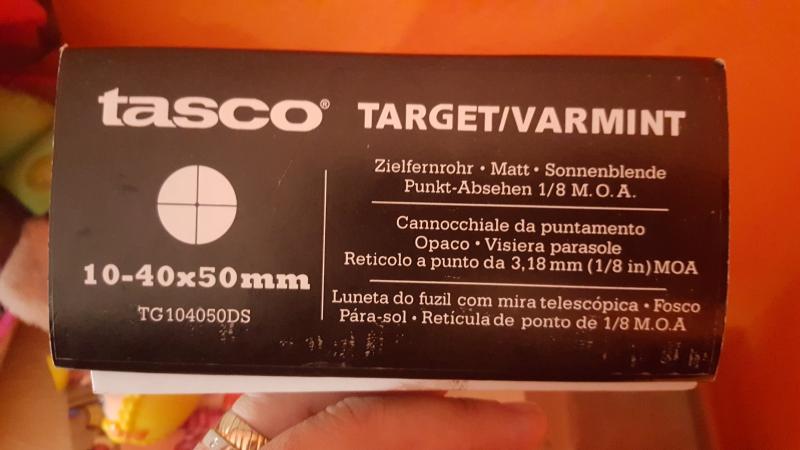 tasco® TARGET/VARMINT
10-40x50mm
TG104050DS
Zielfernrohr • Matt • Sonnenblende
Punkt-Absehen 1/8 M.O.A.
Cannocchiale da puntamento
Opaco • Visiera parasole
Reticolo a punto da 3,18 mm (1/8 in) MOA
Luneta do fuzil com mira telescópica • Fosco
Pára-sol • Retícula de ponto de 1/8 M.O.A